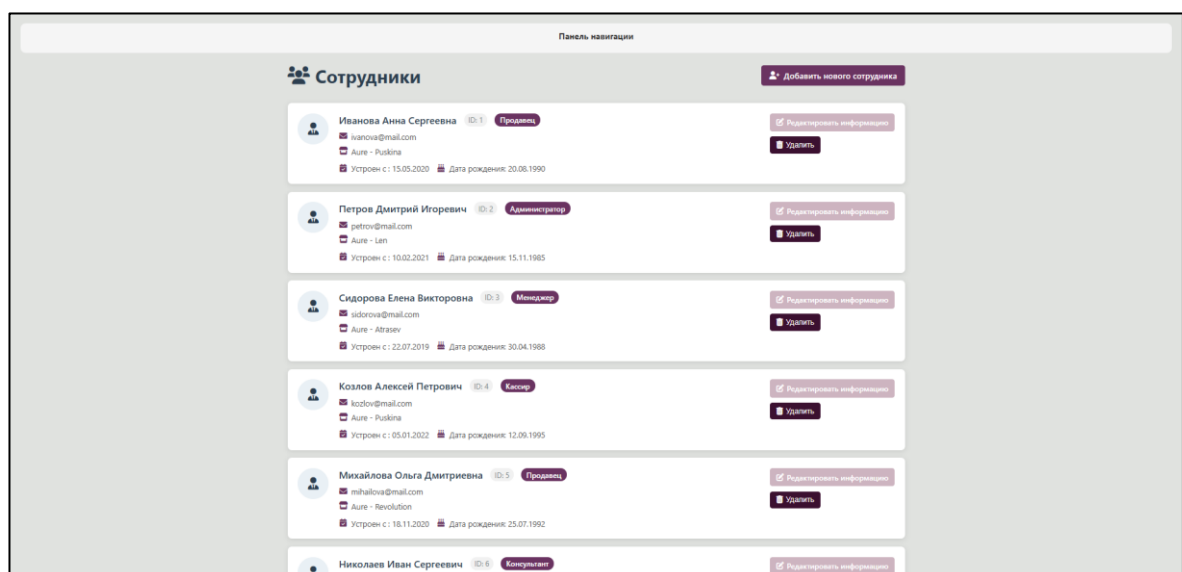 Панель навигации
Сотрудники
Добавить нового сотрудника
Иванова Анна Сергеевна ID: 1 Продавец
Редактировать информацию
ivanova@mail.com
Удалить
Aure - Puskina
Устроен с : 15.05.2020 Дата рождения: 20.08.1990
Петров Дмитрий Игоревич ID: 2 Администратор
Редактировать информацию
petrov@mail.com
Удалить
Aure - Len
Устроен с : 10.02.2021 Дата рождения: 15.11.1985
Сидорова Елена Викторовна ID: 3 Менеджер
Редактировать информацию
sidorova@mail.com
Удалить
Aure - Atrasev
Устроен с : 22.07.2019 Дата рождения: 30.04.1988
Козлов Алексей Петрович ID: 4 Кассир
Редактировать информацию
kozlov@mail.com
Удалить
Aure - Puskina
Устроен с : 05.01.2022 Дата рождения: 12.09.1995
Михайлова Ольга Дмитриевна ID: 5 Продавец
Редактировать информацию
mihailova@mail.com
Удалить
Aure - Revolution
Устроен с : 18.11.2020 Дата рождения: 25.07.1992
Николаев Иван Сергеевич ID: 6 Консультант
Редактировать информацию